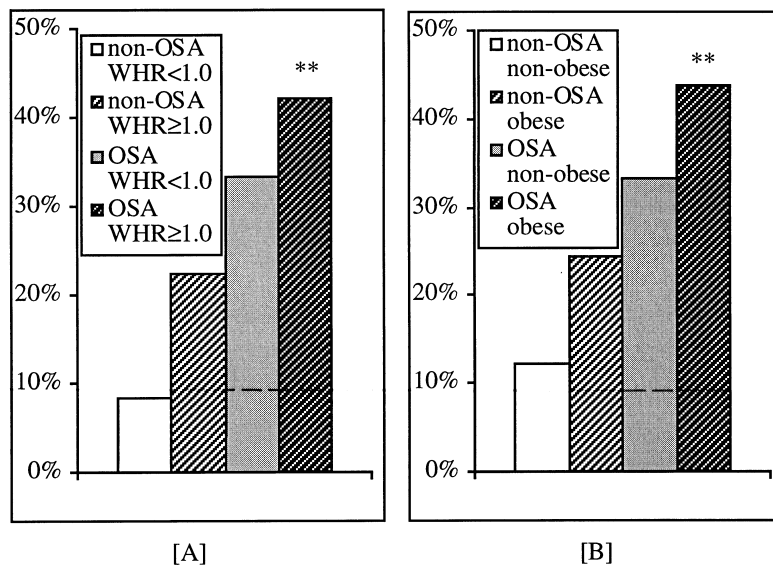 50%
40%
30%
20%
10%
0%
non-OSA
WHR<1.0
non-OSA
WHR≥1.0
OSA
WHR<1.0
OSA
WHR≥1.0
**
[A]
50%
40%
30%
20%
10%
0%
non-OSA
non-obese
non-OSA
obese
OSA
non-obese
OSA
obese
**
[B]